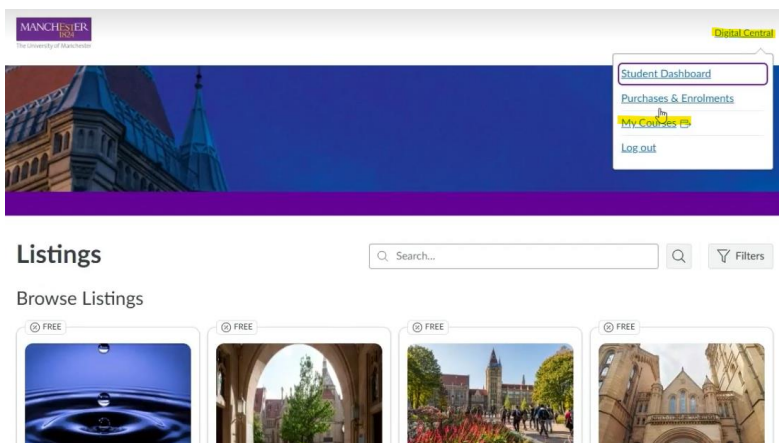 MANCHESTER
1824
The University of Manchester
Digital Central
Student Dashboard
Purchases & Enrolments
My Courses
Log out
Listings
Search...
Filters
Browse Listings
FREE
FREE
FREE
FREE